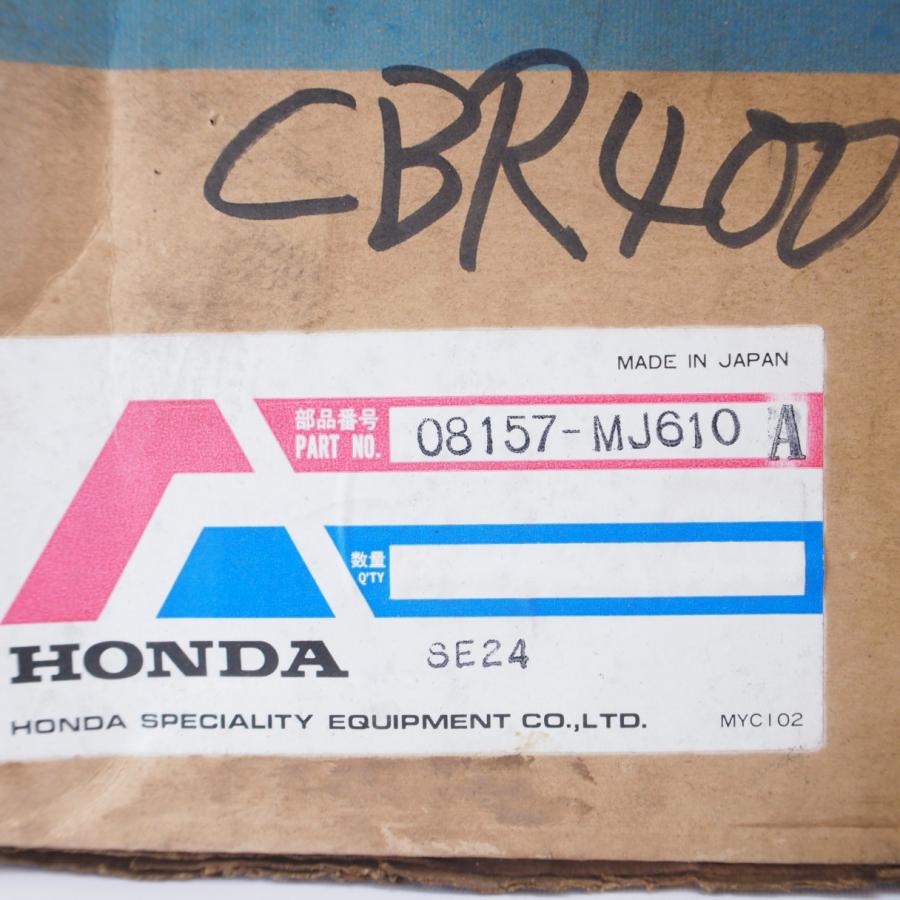 CBR400
MADE IN JAPAN
部品番号
PART NO.
08157-MJ610 A
数量
Q'TY
HONDA
SE24
HONDA SPECIALITY EQUIPMENT CO.,LTD.
MYC102